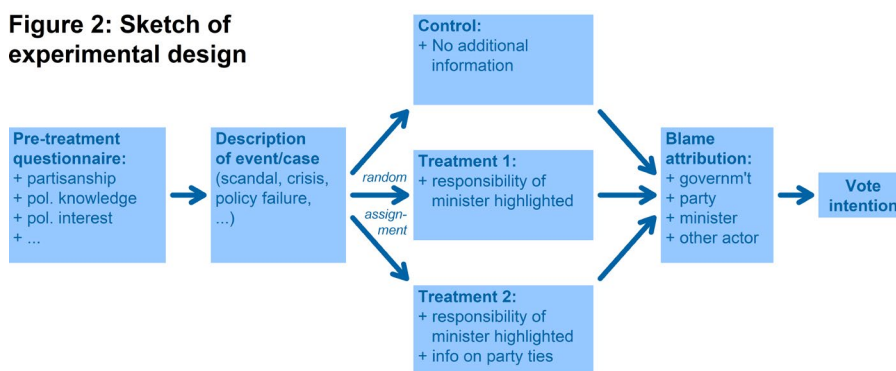 Figure 2: Sketch of
experimental design
Pre-treatment
questionnaire:
+ partisanship
+ pol. knowledge
+ pol. interest
+ ...
Description
of event/case
(scandal, crisis,
policy failure,
...)
random
assign-
ment
Control:
+ No additional
information
Treatment 1:
+ responsibility of
minister highlighted
Treatment 2:
+ responsibility of
minister highlighted
+ info on party ties
Blame
attribution:
+ governm't
+ party
+ minister
+ other actor
Vote
intention